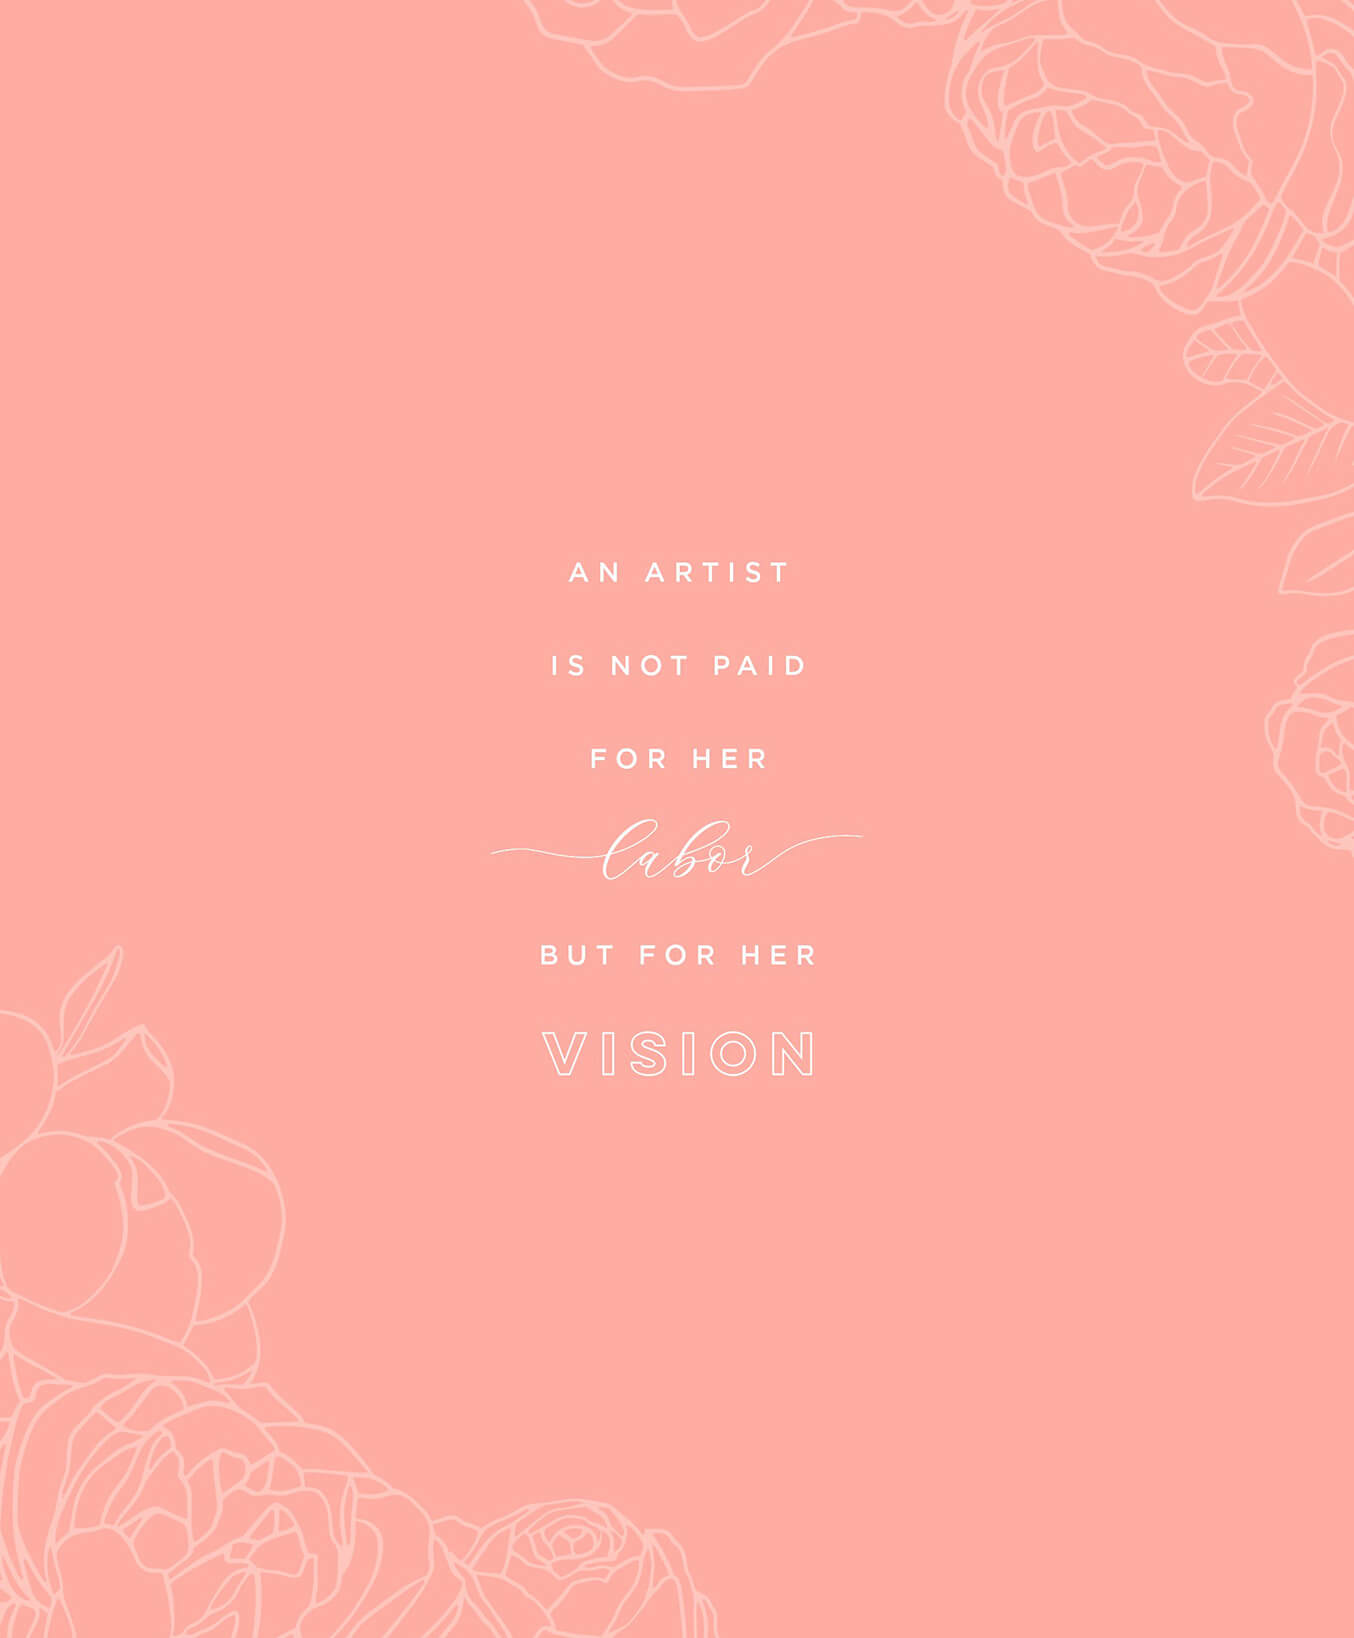 AN ARTIST
IS NOT PAID
FOR HER
labor
BUT FOR HER
VISION